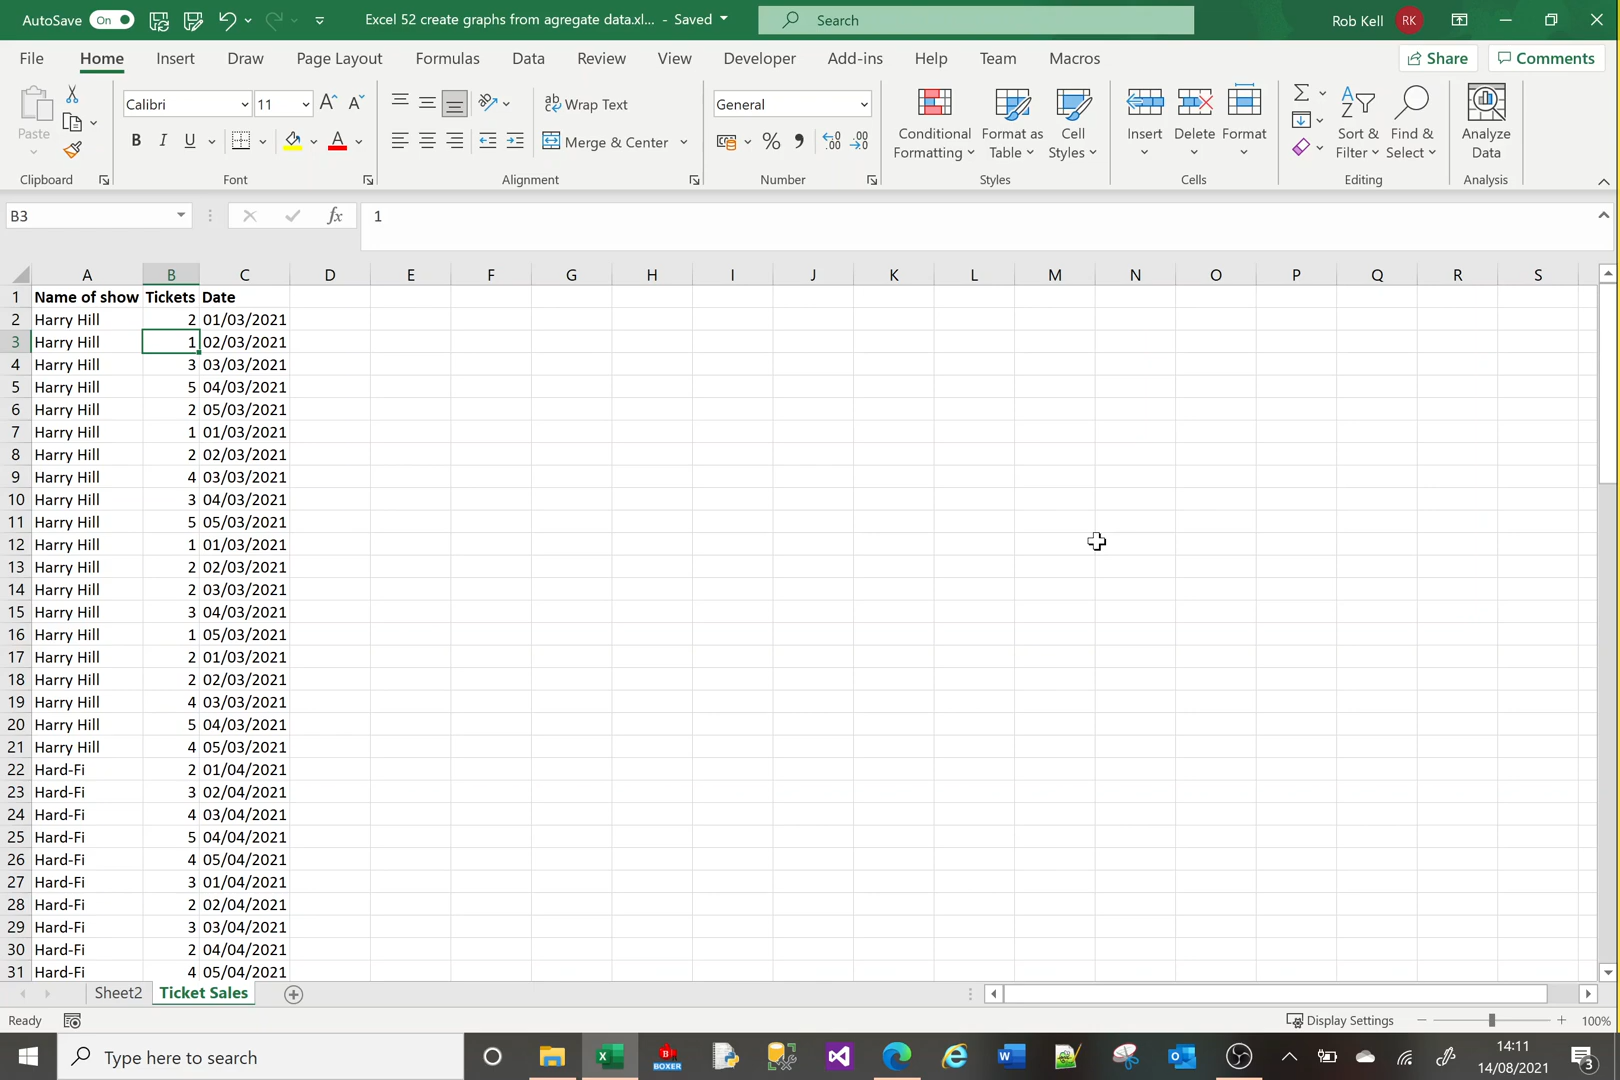 AutoSave On Excel 52 create graphs from agregate data.xl... - Saved Search Rob Kell RK
File Home Insert Draw Page Layout Formulas Data Review View Developer Add-ins Help Team Macros Share Comments
Calibri 11 Wrap Text General
Paste B I U Merge & Center % Conditional Formatting Format as Table Cell Styles Insert Delete Format Sort & Filter Find & Select Analyze Data
Clipboard Font Alignment Number Styles Cells Editing Analysis
B3 fx 1
A B C D E F G H I J K L M N O P Q R S
1 Name of show Tickets Date
2 Harry Hill 2 01/03/2021
3 Harry Hill 1 02/03/2021
4 Harry Hill 3 03/03/2021
5 Harry Hill 5 04/03/2021
6 Harry Hill 2 05/03/2021
7 Harry Hill 1 01/03/2021
8 Harry Hill 2 02/03/2021
9 Harry Hill 4 03/03/2021
10 Harry Hill 3 04/03/2021
11 Harry Hill 5 05/03/2021
12 Harry Hill 1 01/03/2021
13 Harry Hill 2 02/03/2021
14 Harry Hill 2 03/03/2021
15 Harry Hill 3 04/03/2021
16 Harry Hill 1 05/03/2021
17 Harry Hill 2 01/03/2021
18 Harry Hill 2 02/03/2021
19 Harry Hill 4 03/03/2021
20 Harry Hill 5 04/03/2021
21 Harry Hill 4 05/03/2021
22 Hard-Fi 2 01/04/2021
23 Hard-Fi 3 02/04/2021
24 Hard-Fi 4 03/04/2021
25 Hard-Fi 5 04/04/2021
26 Hard-Fi 4 05/04/2021
27 Hard-Fi 3 01/04/2021
28 Hard-Fi 2 02/04/2021
29 Hard-Fi 3 03/04/2021
30 Hard-Fi 2 04/04/2021
31 Hard-Fi 4 05/04/2021
Sheet2 Ticket Sales
Ready Display Settings 100%
Type here to search BOXER 14:11
14/08/2021 3